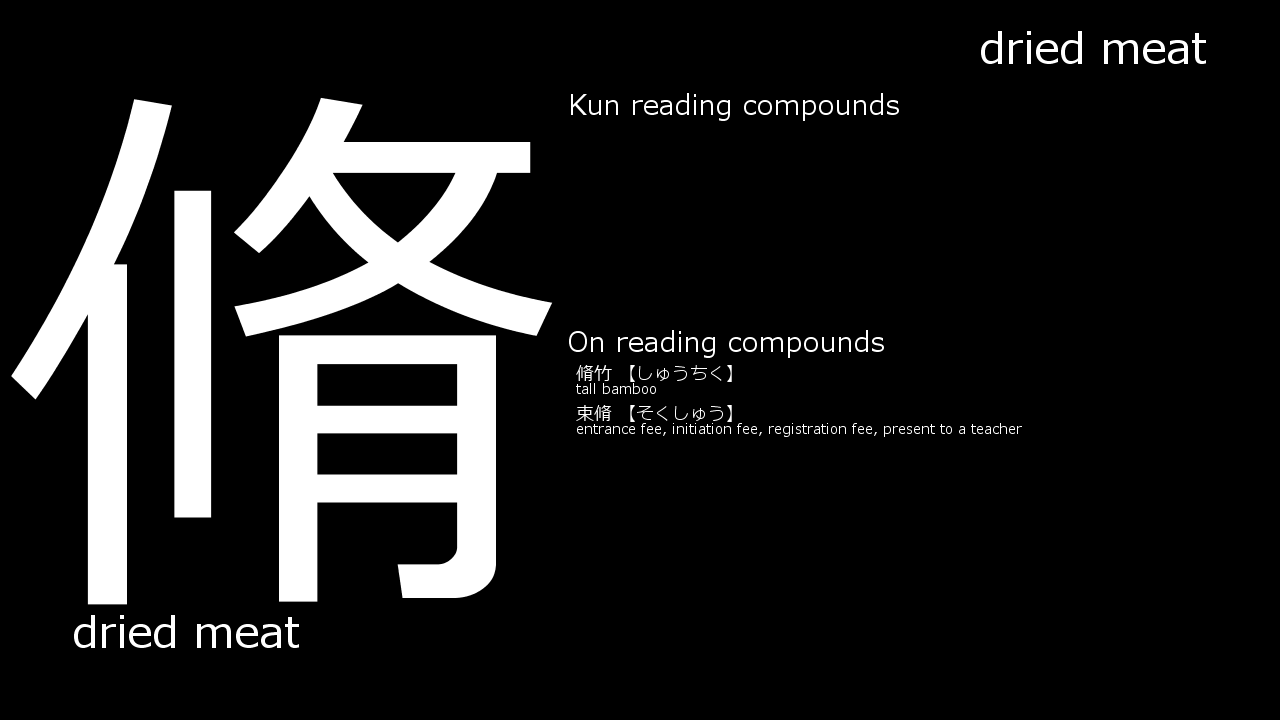 dried meat
脩
Kun reading compounds
On reading compounds
脩竹 【しゅうちく】
tall bamboo
束脩 【そくしゅう】
entrance fee, initiation fee, registration fee, present to a teacher
dried meat